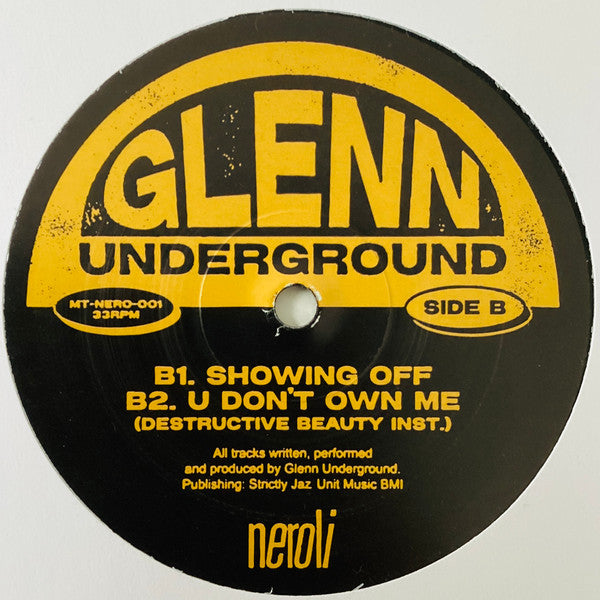 GLENN
UNDERGROUND
MT-NERO-001
33RPM
SIDE B
B1. SHOWING OFF
B2. U DON'T OWN ME
(DESTRUCTIVE BEAUTY INST.)
All tracks written, performed
and produced by Glenn Underground.
Publishing: Strictly Jaz Unit Music BMI
neroli